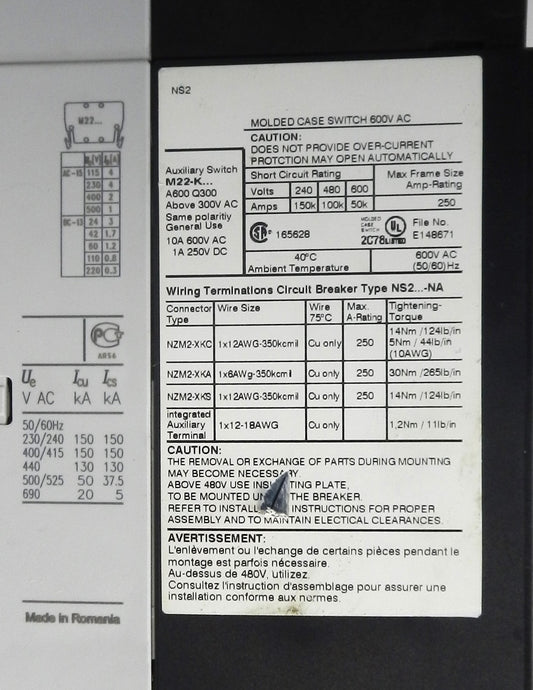 M22...
Ue[V] Ie[A]
AC-15 115 4
230 4
400 2
500 1
DC-13 24 3
42 1.7
60 1.2
110 0.8
220 0.3
AR56
Ue Icu Ics
V AC kA kA
50/60Hz
230/240 150 150
400/415 150 150
440 130 130
500/525 50 37.5
690 20 5
Made in Romania
NS2
MOLDED CASE SWITCH 600V AC
CAUTION:
DOES NOT PROVIDE OVER-CURRENT
PROTCTION MAY OPEN AUTOMATICALLY
Auxiliary Switch
M22-K...
A600 Q300
Above 300V AC
Same polaritiy
General Use
10A 600V AC
1A 250V DC
Short Circuit Rating Max Frame Size
Amp-Rating
Volts 240 480 600
Amps 150k 100k 50k 250
165628
MOLDED
CASE
SWITCH
2C78 LISTED
UL
File No.
E148671
40°C 600V AC
Ambient Temperature (50/60)Hz
Wiring Terminations Circuit Breaker Type NS2...-NA
Connector Type Wire Size Wire 75°C Max. A-Rating Tightening-Torque
NZM2-XKC 1x12AWG-350kcmil Cu only 250 14Nm /124lb/in
5Nm / 44lb/in
(10AWG)
NZM2-XKA 1x6AWg-350kcmil Cu only 250 30Nm /265lb/in
NZM2-XKS 1x12AWG-350kcmil Cu only 250 14Nm /124lb/in
integrated
Auxiliary
Terminal 1x12-18AWG Cu only 1,2Nm / 11lb/in
CAUTION:
THE REMOVAL OR EXCHANGE OF PARTS DURING MOUNTING
MAY BECOME NECESSARY.
ABOVE 480V USE INSULATING PLATE,
TO BE MOUNTED THE BREAKER.
REFER TO INSTALL INSTRUCTIONS FOR PROPER
ASSEMBLY AND TO MAINTAIN ELECTICAL CLEARANCES.
AVERTISSEMENT:
L'enlèvement ou l'echange de certains pièces pendant le
montage est parfois nécessaire.
Au-dessus de 480V, utilizez.
Consultez l'instruction d'assemblage pour assurer une
installation conforme aux normes.